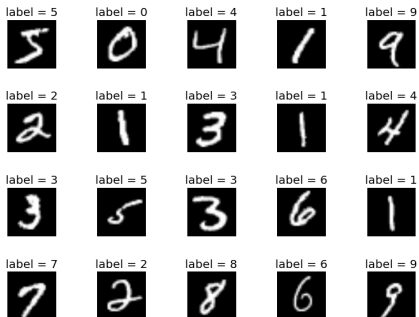 label = 5 label = 0 label = 4 label = 1 label = 9
5 0 4 1 9
label = 2 label = 1 label = 3 label = 1 label = 4
2 1 3 1 4
label = 3 label = 5 label = 3 label = 6 label = 1
3 5 3 6 1
label = 7 label = 2 label = 8 label = 6 label = 9
7 2 8 6 9